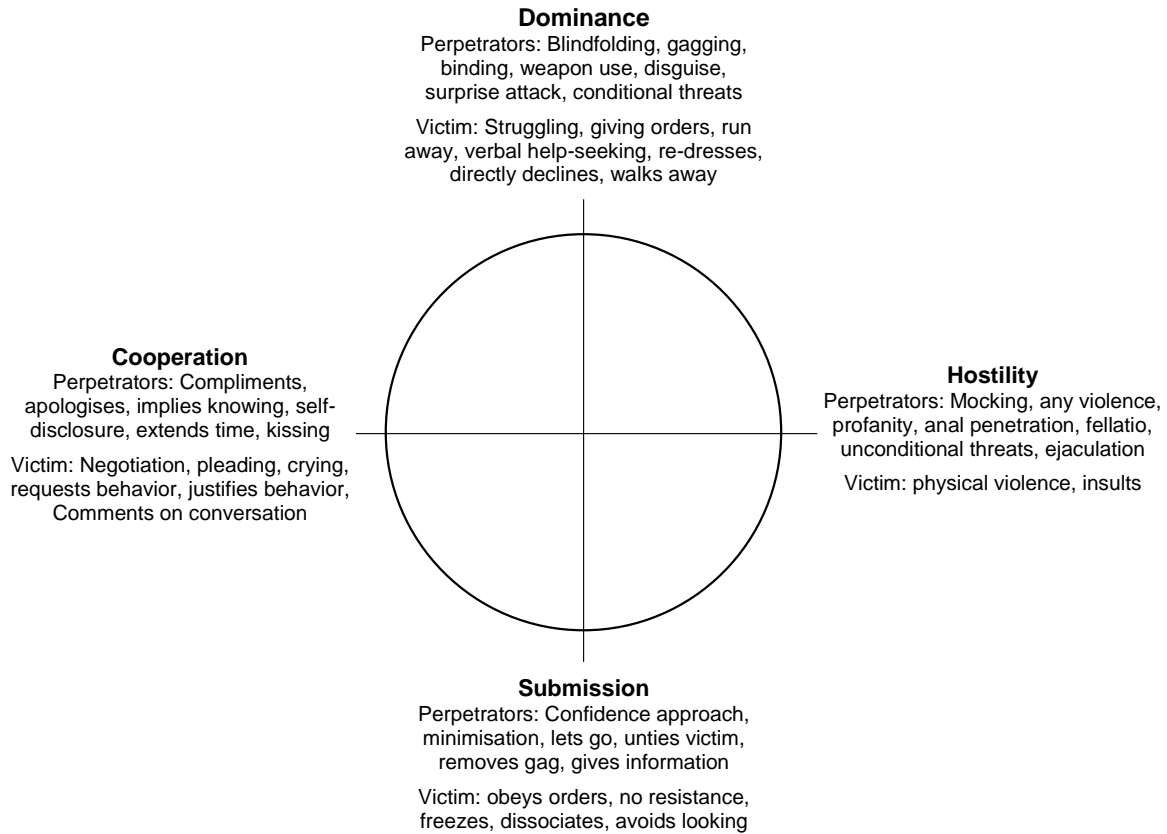 Dominance
Perpetrators: Blindfolding, gagging,
binding, weapon use, disguise,
surprise attack, conditional threats
Victim: Struggling, giving orders, run
away, verbal help-seeking, re-dresses,
directly declines, walks away
Cooperation
Perpetrators: Compliments,
apologises, implies knowing, self-
disclosure, extends time, kissing
Victim: Negotiation, pleading, crying,
requests behavior, justifies behavior,
Comments on conversation
Hostility
Perpetrators: Mocking, any violence,
profanity, anal penetration, fellatio,
unconditional threats, ejaculation
Victim: physical violence, insults
Submission
Perpetrators: Confidence approach,
minimisation, lets go, unties victim,
removes gag, gives information
Victim: obeys orders, no resistance,
freezes, dissociates, avoids looking